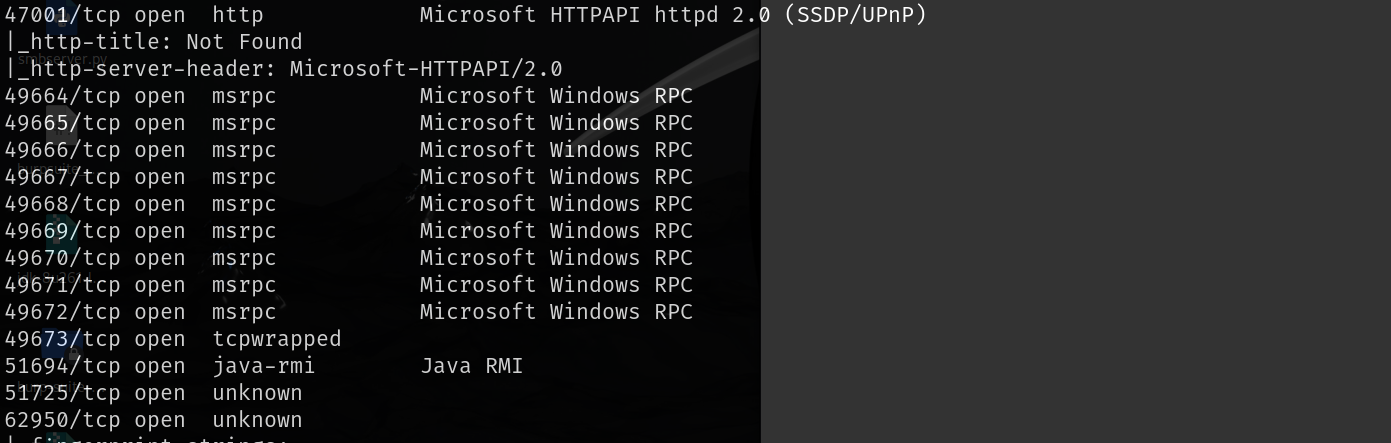 47001/tcp open  http            Microsoft HTTPAPI httpd 2.0 (SSDP/UPnP)
|_http-title: Not Found
|_http-server-header: Microsoft-HTTPAPI/2.0
49664/tcp open  msrpc           Microsoft Windows RPC
49665/tcp open  msrpc           Microsoft Windows RPC
49666/tcp open  msrpc           Microsoft Windows RPC
49667/tcp open  msrpc           Microsoft Windows RPC
49668/tcp open  msrpc           Microsoft Windows RPC
49669/tcp open  msrpc           Microsoft Windows RPC
49670/tcp open  msrpc           Microsoft Windows RPC
49671/tcp open  msrpc           Microsoft Windows RPC
49672/tcp open  msrpc           Microsoft Windows RPC
49673/tcp open  tcpwrapped
51694/tcp open  java-rmi        Java RMI
51725/tcp open  unknown
62950/tcp open  unknown